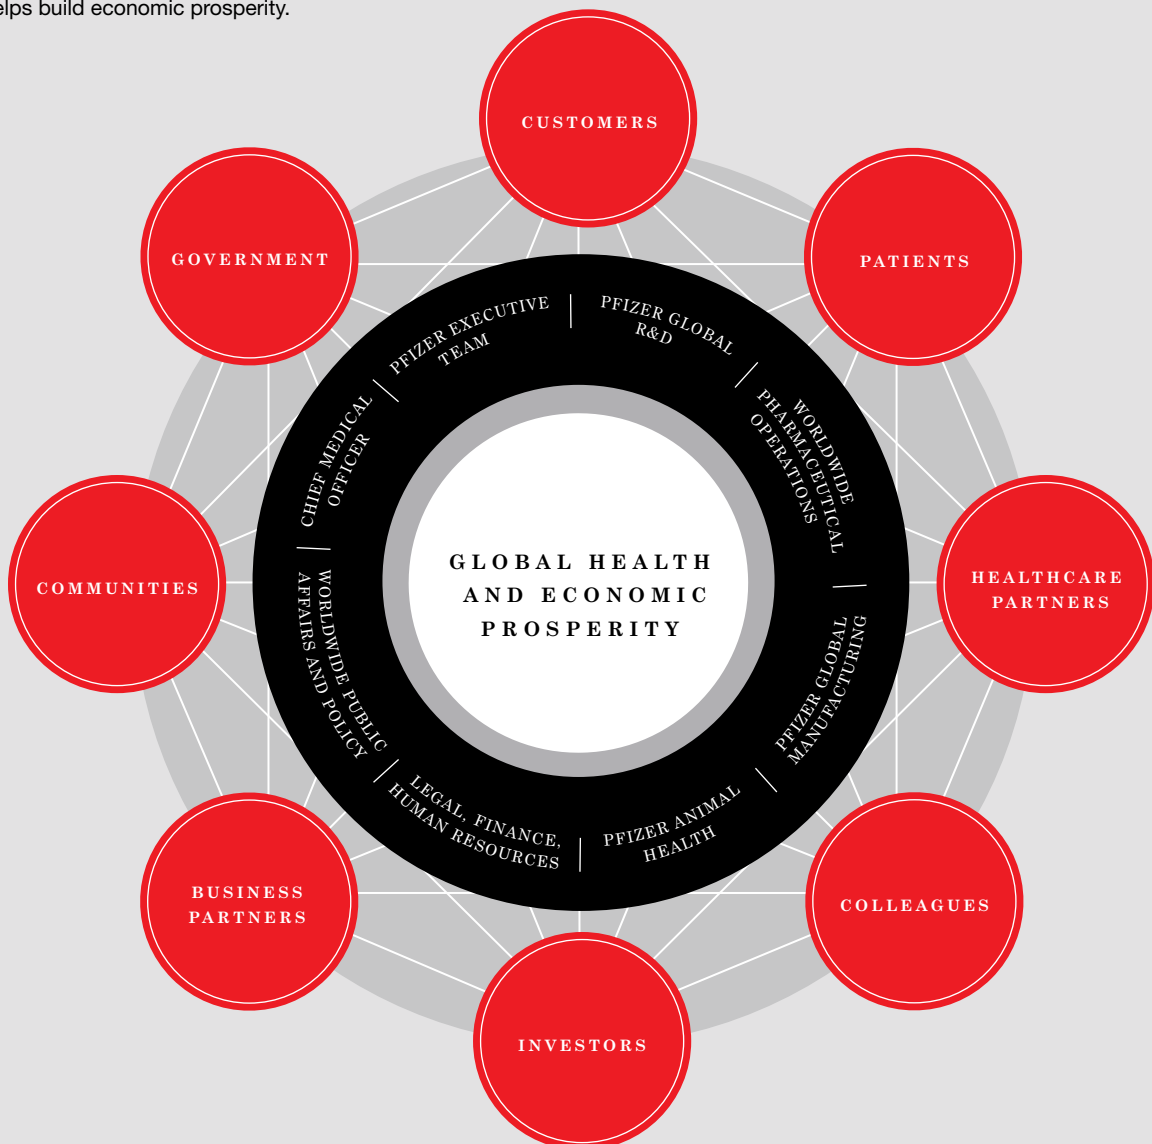 elps build economic prosperity.
CUSTOMERS
GOVERNMENT
PATIENTS
PFIZER EXECUTIVE
TEAM
PFIZER GLOBAL
R&D
CHIEF MEDICAL
OFFICER
WORLDWIDE
PHARMACEUTICAL
OPERATIONS
GLOBAL HEALTH
AND ECONOMIC
PROSPERITY
COMMUNITIES
HEALTHCARE
PARTNERS
WORLDWIDE PUBLIC
AFFAIRS AND POLICY
PFIZER GLOBAL
MANUFACTURING
LEGAL, FINANCE,
HUMAN RESOURCES
PFIZER ANIMAL
HEALTH
BUSINESS
PARTNERS
COLLEAGUES
INVESTORS